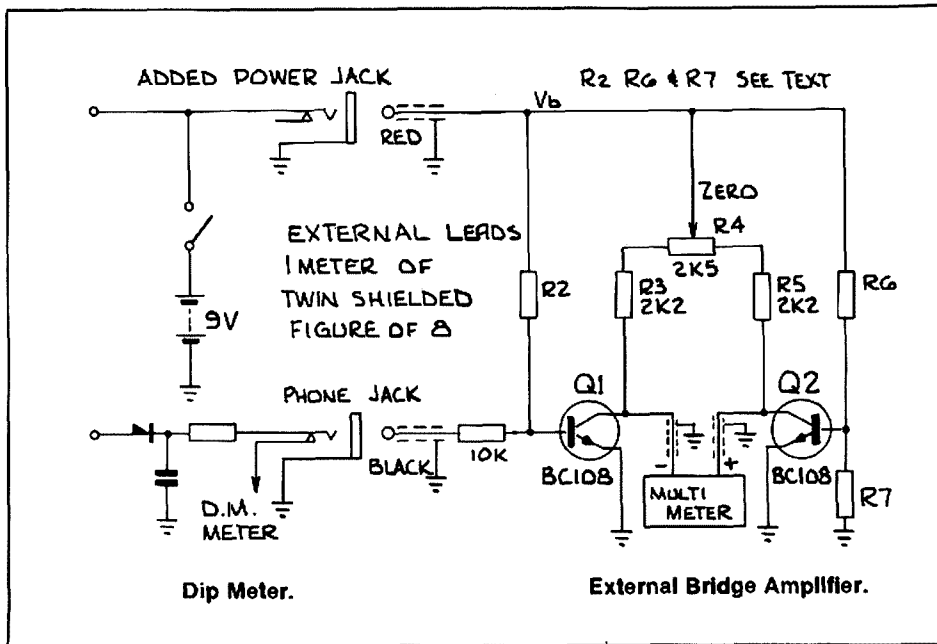 ADDED POWER JACK
R2 R6 & R7 SEE TEXT
Vb
RED
ZERO
R4
2K5
EXTERNAL LEADS
1 METER OF
TWIN SHIELDED
FIGURE OF 8
R2
R3
2K2
R5
2K2
R6
9V
PHONE JACK
Q1
Q2
BLACK
10K
BC108
- +
MULTI
METER
BC108
R7
D.M.
METER
Dip Meter.
External Bridge Amplifier.